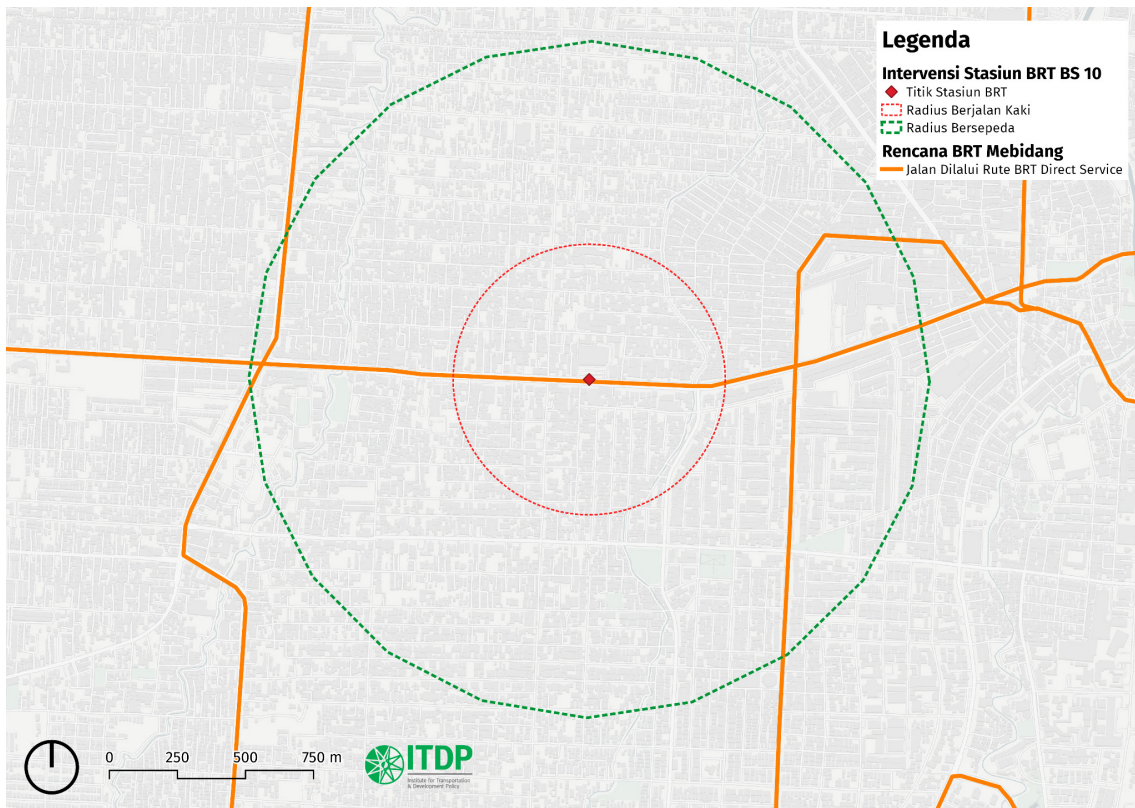 Legenda
Intervensi Stasiun BRT BS 10
Titik Stasiun BRT
Radius Berjalan Kaki
Radius Bersepeda
Rencana BRT Mebidang
Jalan Dilalui Rute BRT Direct Service
0 250 500 750 m
ITDP
Institute for Transportation
& Development Policy